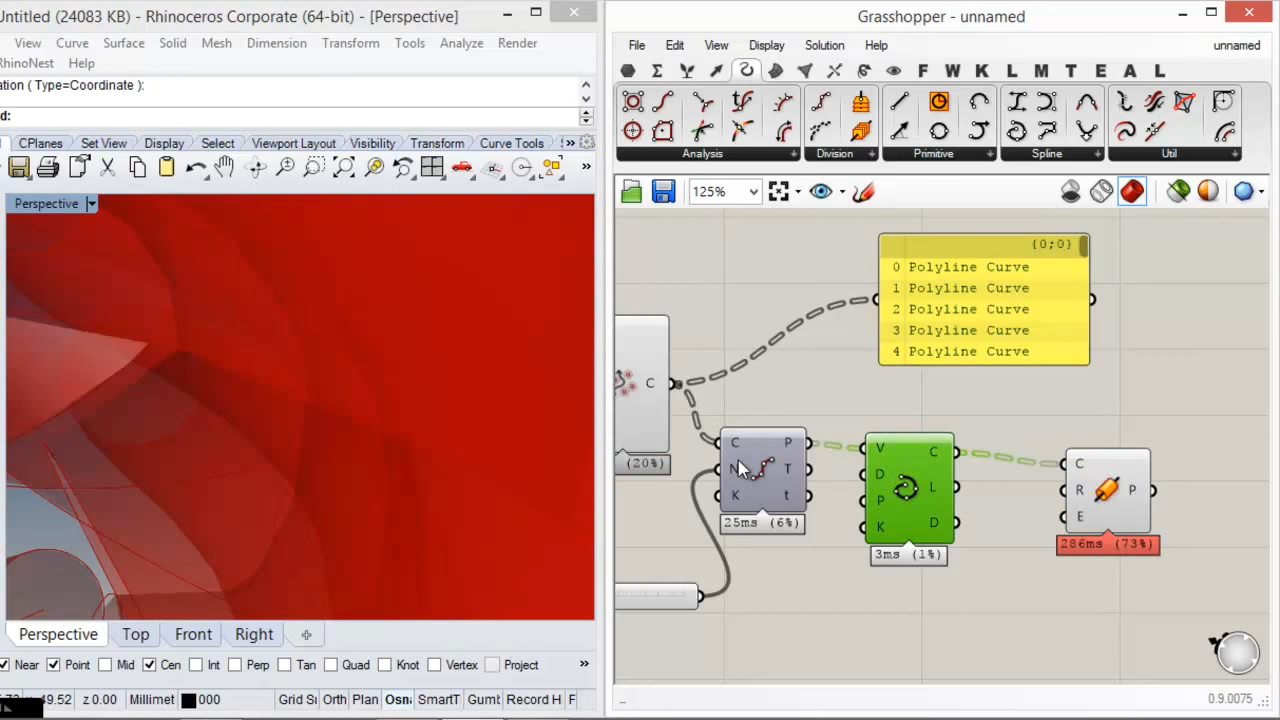 Untitled (24083 KB) - Rhinoceros Corporate (64-bit) - [Perspective]
View Curve Surface Solid Mesh Dimension Transform Tools Analyze Render
RhinoNest Help
ation ( Type=Coordinate ):
d:
CPlanes Set View Display Select Viewport Layout Visibility Transform Curve Tools
Perspective
Perspective Top Front Right
Near Point Mid Cen Int Perp Tan Quad Knot Vertex Project
49.52 z 0.00 Millimet 000 Grid Orth Plan Osn SmartT Gumb Record H F
Grasshopper - unnamed
File Edit View Display Solution Help unnamed
F W K L M T E A L
Analysis Division Primitive Spline Util
125%
{0;0}
0 Polyline Curve
1 Polyline Curve
2 Polyline Curve
3 Polyline Curve
4 Polyline Curve
C
(20%)
C P
N T
K t
25ms (6%)
V C
D L
P D
K
3ms (1%)
C
R P
E
286ms (73%)
0.9.0075